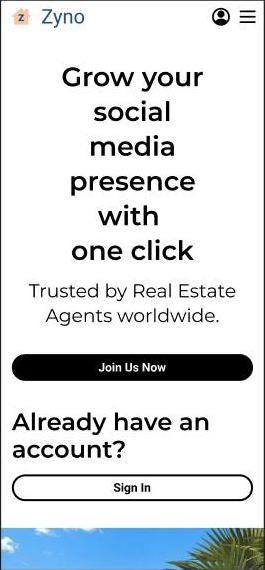 Z Zyno
Grow your
social
media
presence
with
one click
Trusted by Real Estate
Agents worldwide.
Join Us Now
Already have an
account?
Sign In